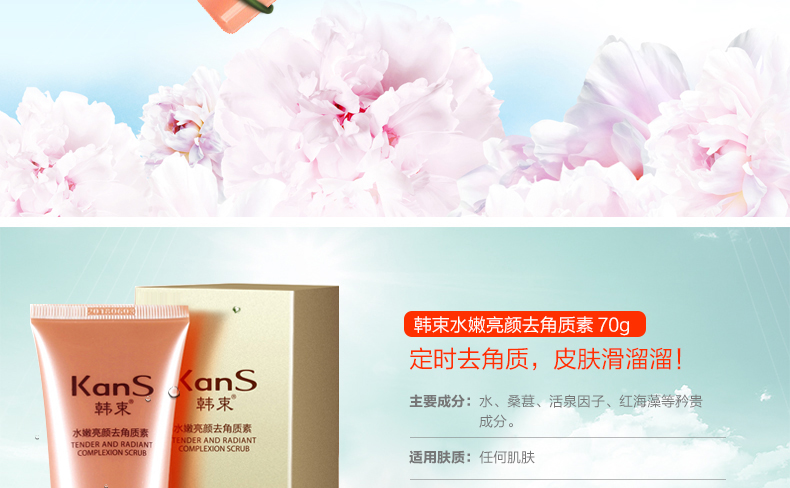 韩束水嫩亮颜去角质素 70g
定时去角质，皮肤滑溜溜！
主要成分：水、桑葚、活泉因子、红海藻等矜贵
成分。
适用肤质：任何肌肤
KanS
韩束®
水嫩亮颜去角质素
TENDER AND RADIANT
COMPLEXION SCRUB
KanS
韩束®
水嫩亮颜去角质素
TENDER AND RADIANT
COMPLEXION SCRUB